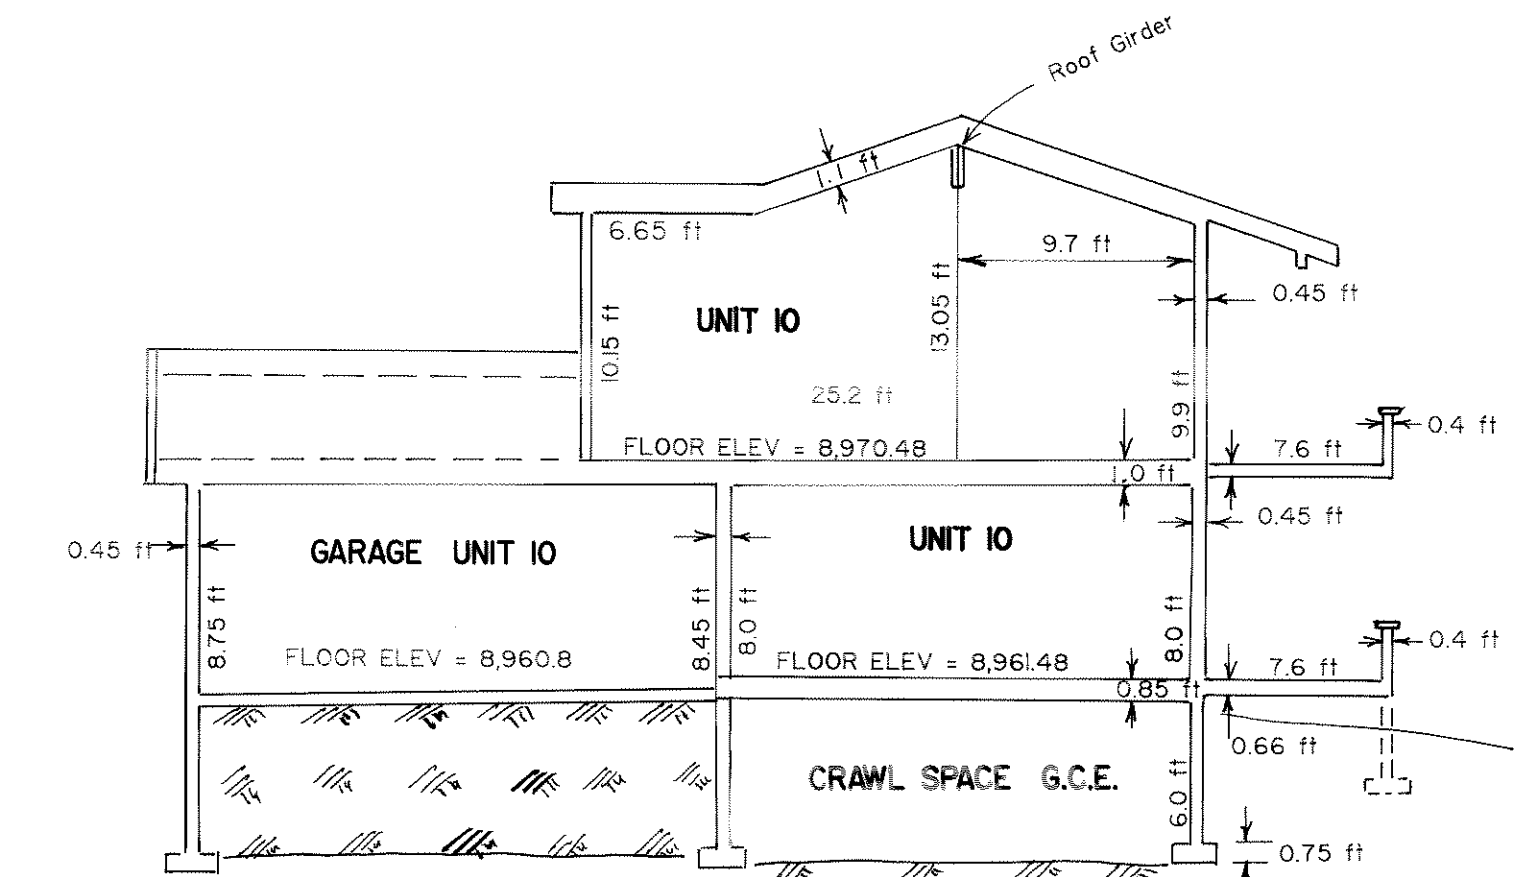 Roof Girder
1.1 ft
6.65 ft
9.7 ft
0.45 ft
UNIT 10
10.15 ft
13.05 ft
25.2 ft
9.9 ft
0.4 ft
FLOOR ELEV = 8,970.48
7.6 ft
1.0 ft
0.45 ft
0.45 ft
GARAGE UNIT 10
UNIT 10
8.75 ft
8.45 ft
8.0 ft
8.0 ft
0.4 ft
FLOOR ELEV = 8,960.8
FLOOR ELEV = 8,961.48
7.6 ft
0.85 ft
0.66 ft
CRAWL SPACE G.C.E.
6.0 ft
0.75 ft